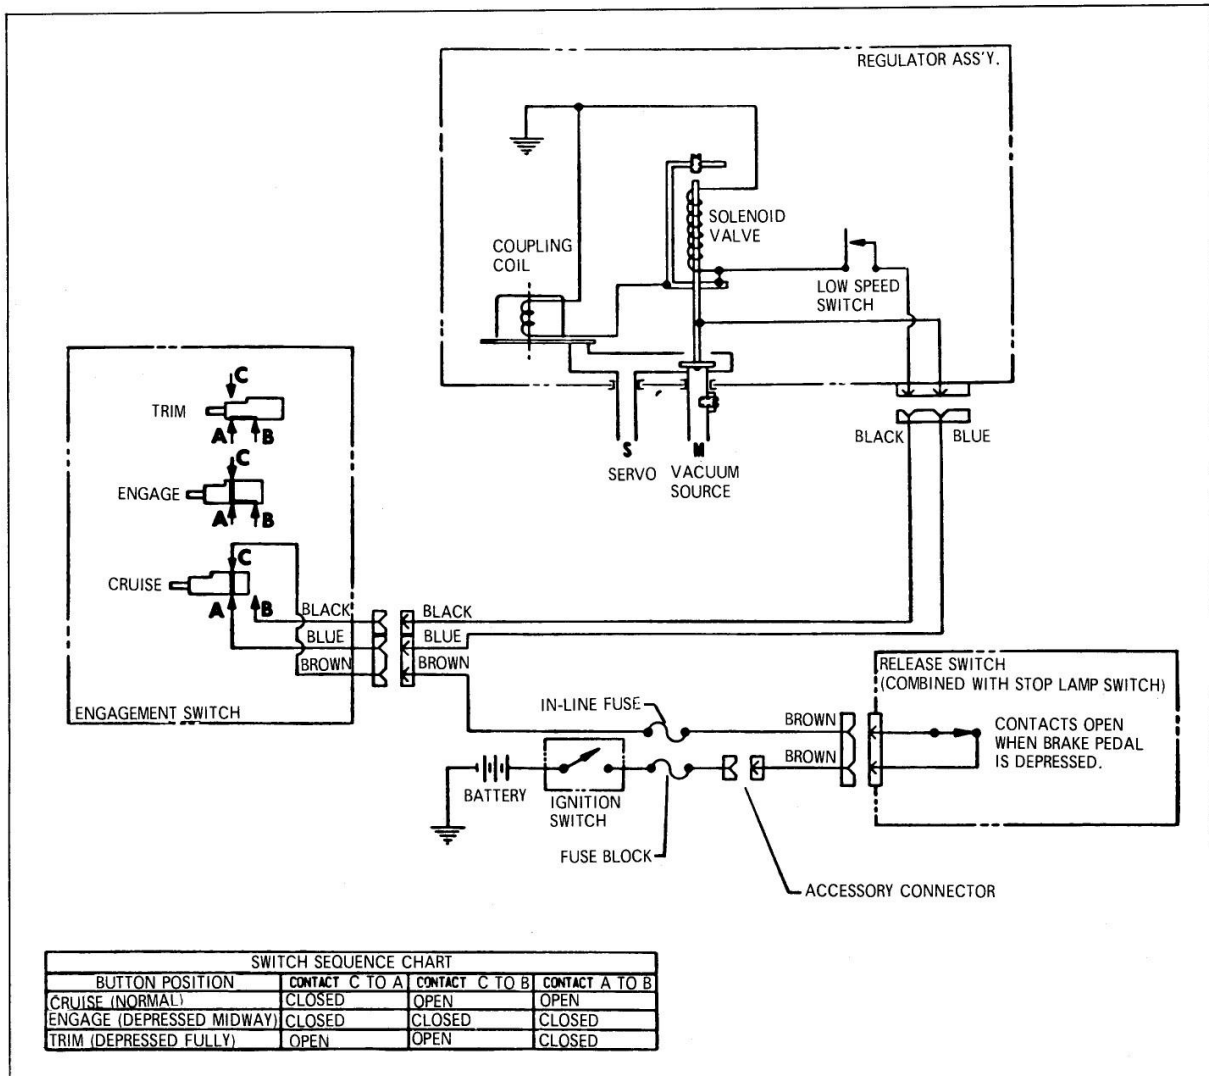 REGULATOR ASS'Y.
SOLENOID
VALVE
COUPLING
COIL
LOW SPEED
SWITCH
BLACK
BLUE
S
M
SERVO
VACUUM
SOURCE
C
TRIM
A
B
C
ENGAGE
A
B
C
CRUISE
A
B
BLACK
BLACK
BLUE
BLUE
BROWN
BROWN
ENGAGEMENT SWITCH
RELEASE SWITCH
(COMBINED WITH STOP LAMP SWITCH)
CONTACTS OPEN
WHEN BRAKE PEDAL
IS DEPRESSED.
IN-LINE FUSE
BROWN
BROWN
BATTERY
IGNITION
SWITCH
FUSE BLOCK
ACCESSORY CONNECTOR
SWITCH SEQUENCE CHART
BUTTON POSITION CONTACT C TO A CONTACT C TO B CONTACT A TO B
CRUISE (NORMAL) CLOSED OPEN OPEN
ENGAGE (DEPRESSED MIDWAY) CLOSED CLOSED CLOSED
TRIM (DEPRESSED FULLY) OPEN OPEN CLOSED